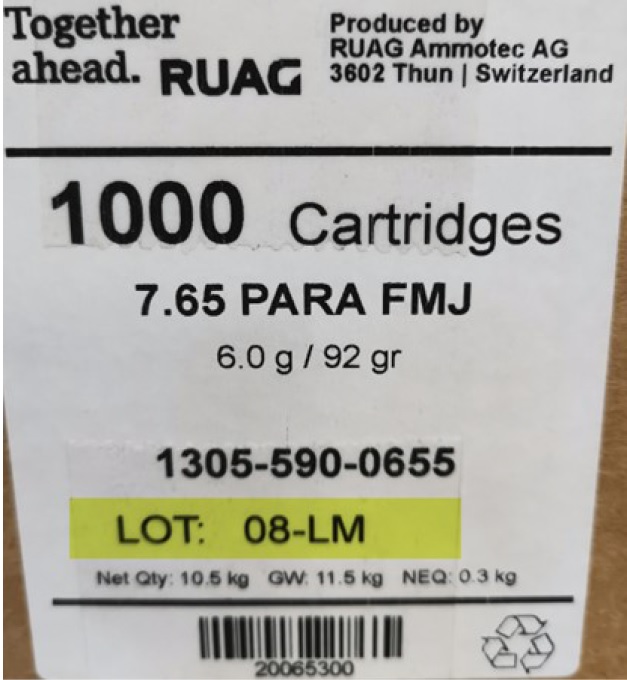 Together
ahead. RUAG
Produced by
RUAG Ammotec AG
3602 Thun | Switzerland
1000 Cartridges
7.65 PARA FMJ
6.0 g / 92 gr
1305-590-0655
LOT: 08-LM
Net Qty: 10.5 kg GW: 11.5 kg NEQ: 0.3 kg
20065300